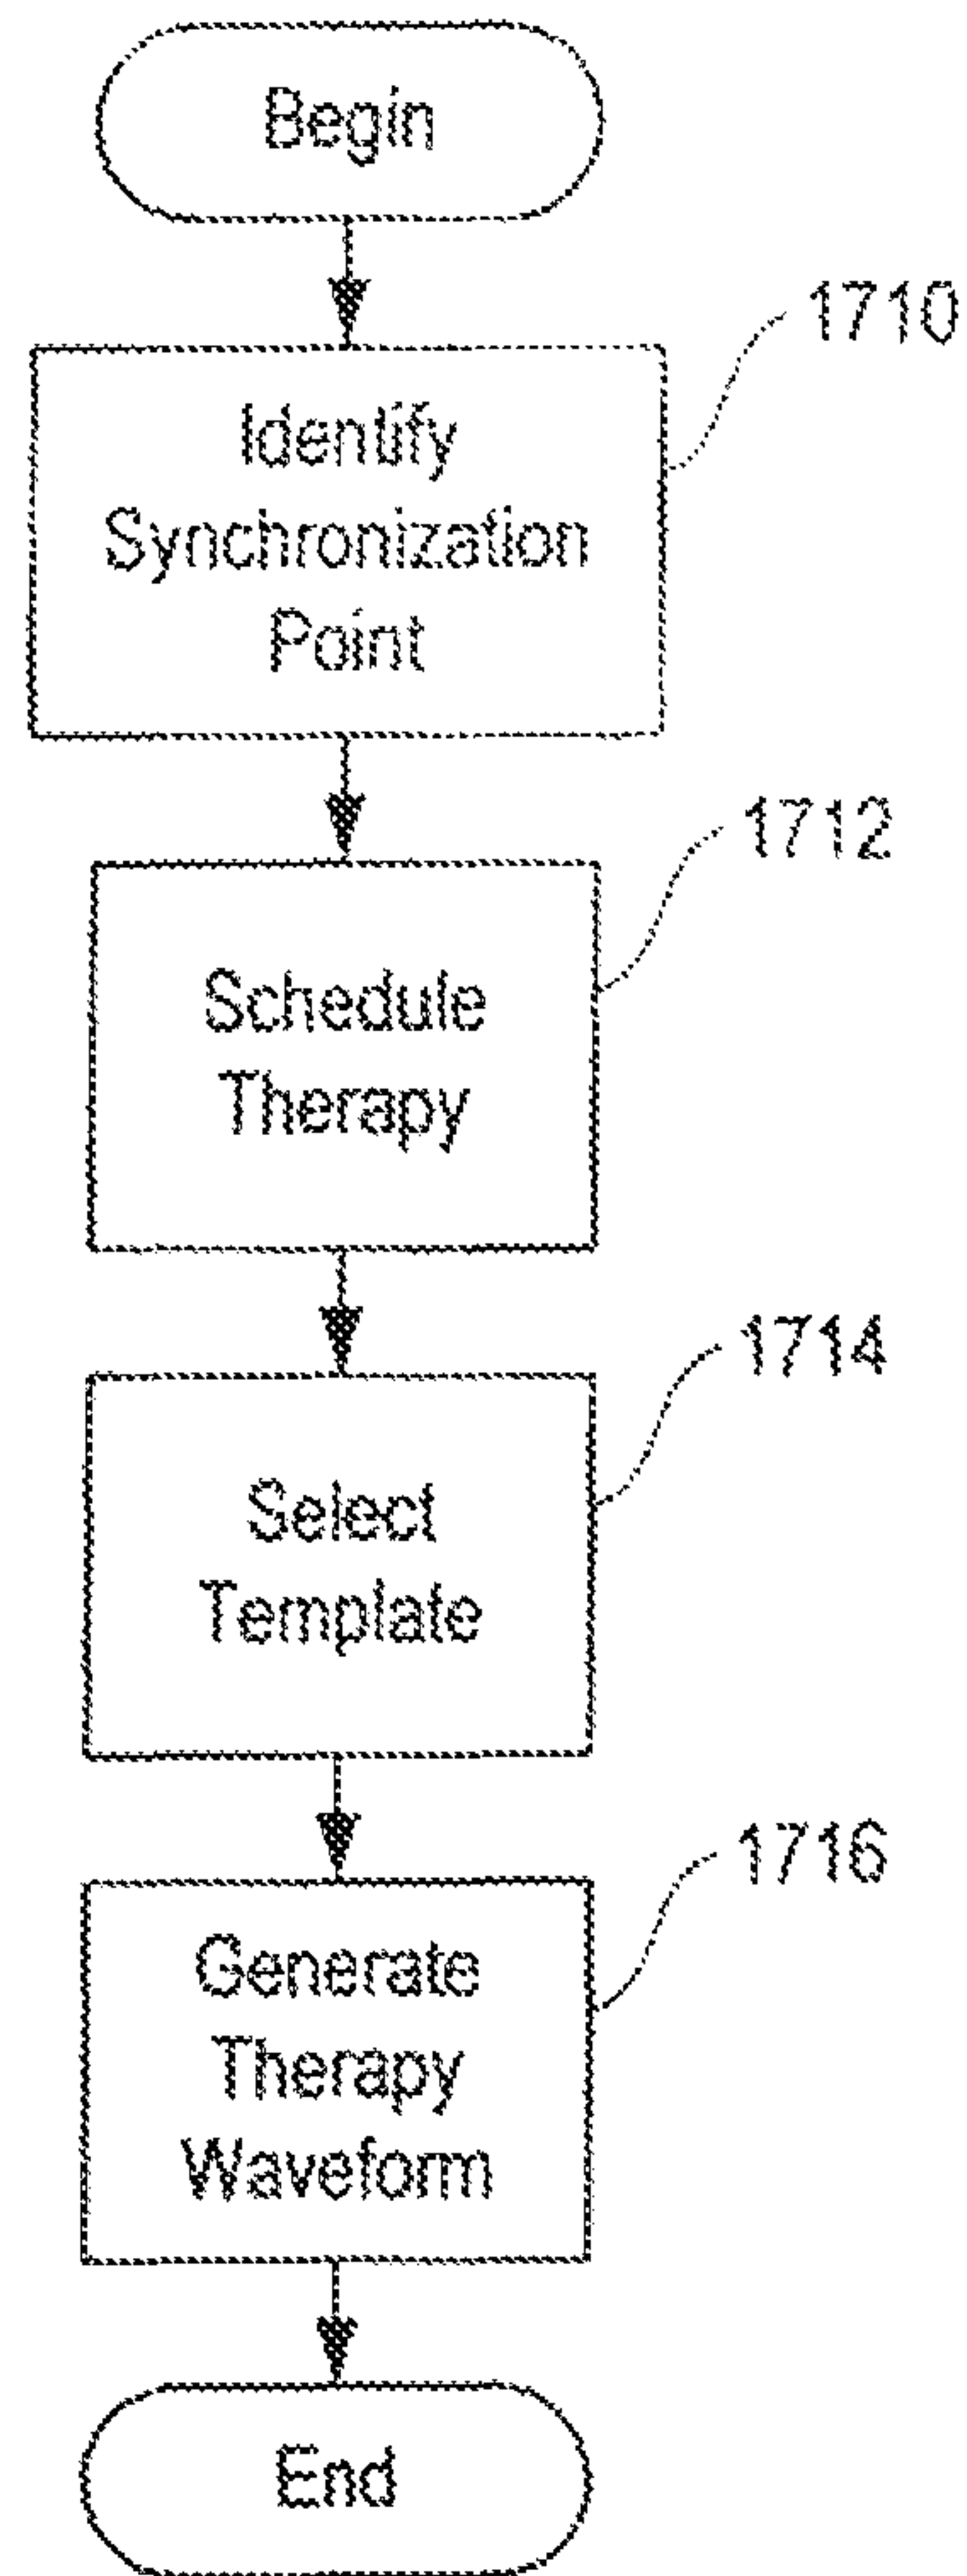 Begin
1710
Identify
Synchronization
Point
1712
Schedule
Therapy
1714
Select
Template
1716
Generate
Therapy
Waveform
End